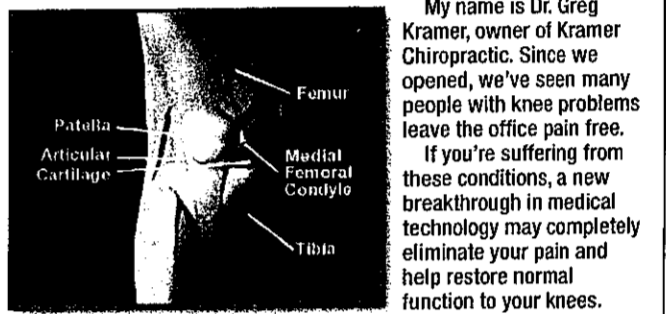 Femur
Patella
Articular
Cartilage
Medial
Femoral
Condyle
Tibia
My name is Dr. Greg
Kramer, owner of Kramer
Chiropractic. Since we
opened, we've seen many
people with knee problems
leave the office pain free.
If you're suffering from
these conditions, a new
breakthrough in medical
technology may completely
eliminate your pain and
help restore normal
function to your knees.